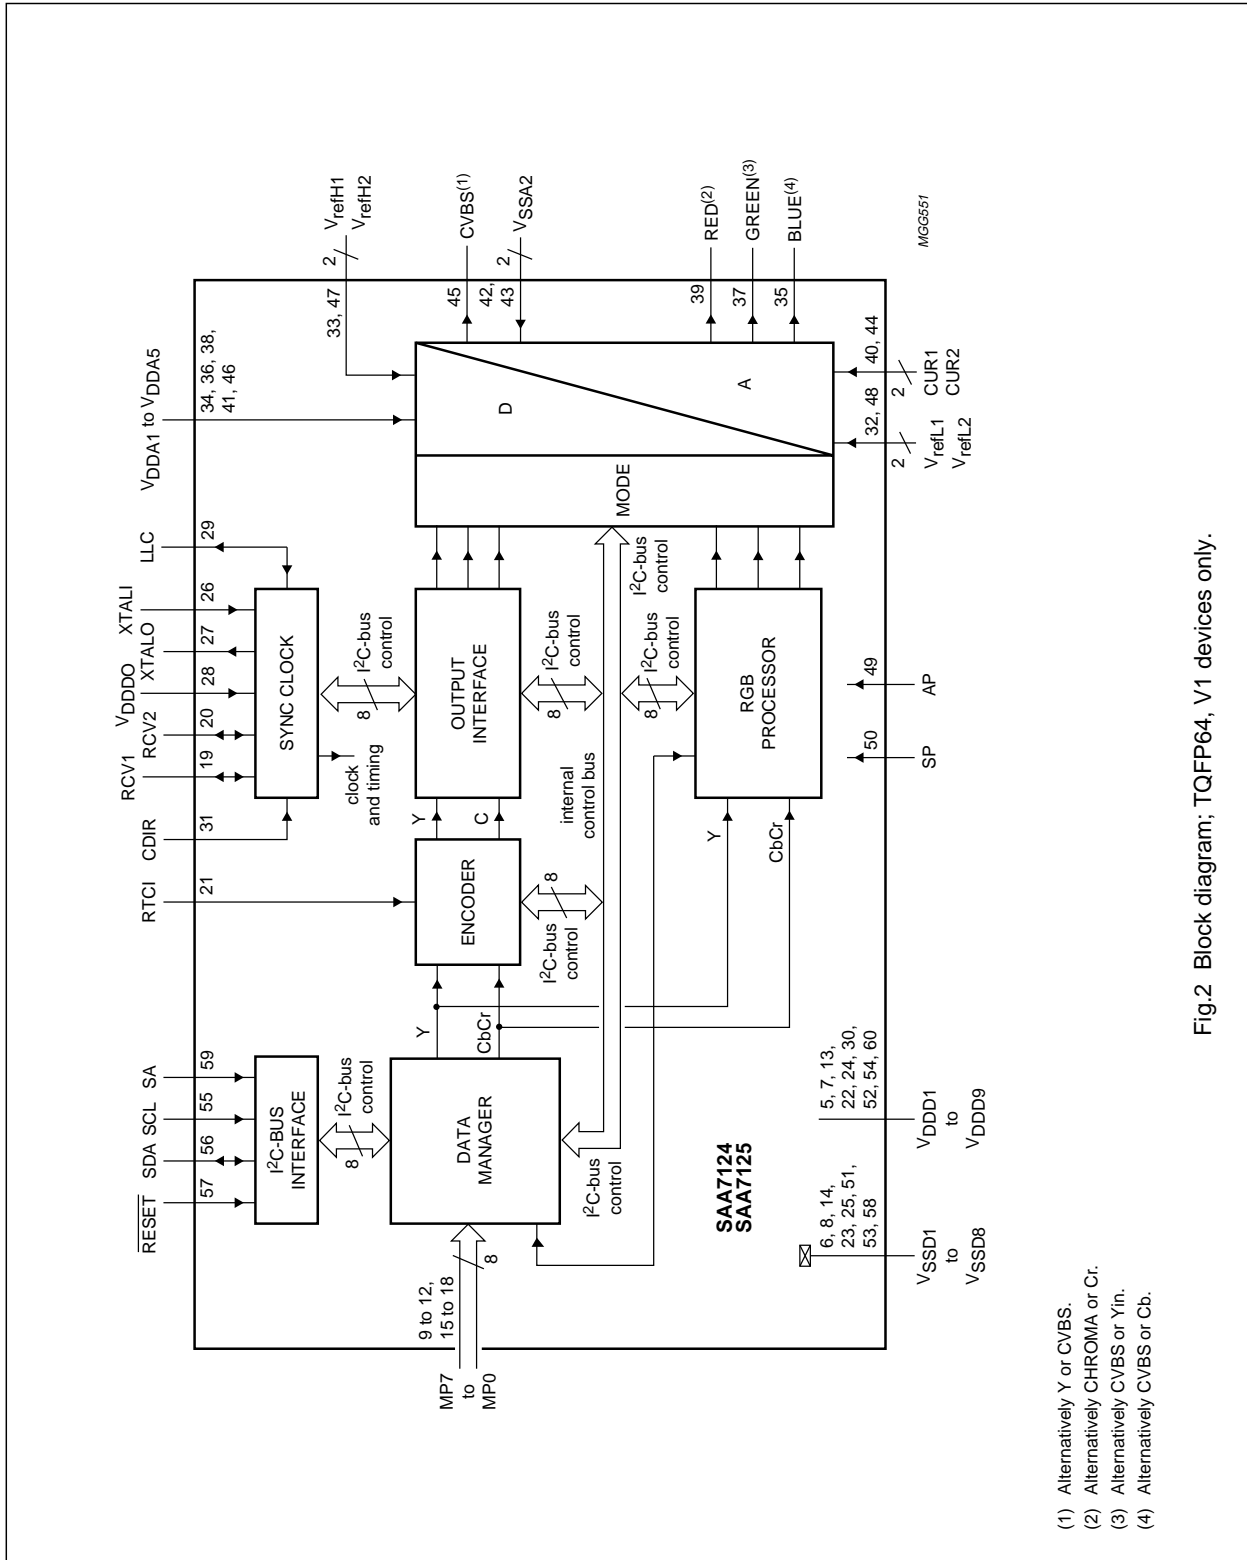 RESET
SDA
SCL
SA
RTCI
CDIR
RCV1
RCV2
VDDDO
XTALO
XTALI
LLC
VDDA1 to VDDA5
57
56
55
59
21
31
19
20
28
27
26
29
34, 36, 38,
41, 46
VrefH1
VrefH2
2
33, 47
I2C-BUS
INTERFACE
SYNC CLOCK
I2C-bus
control
8
clock
and timing
I2C-bus
control
8
MP7
to
MP0
9 to 12,
15 to 18
8
DATA
MANAGER
Y
CbCr
ENCODER
Y
C
OUTPUT
INTERFACE
MODE
D
A
45
CVBS(1)
42,
43
2
VSSA2
39
RED(2)
37
GREEN(3)
35
BLUE(4)
I2C-bus
control
I2C-bus
control
8
internal
control bus
I2C-bus
control
8
I2C-bus
control
I2C-bus
control
8
Y
CbCr
RGB
PROCESSOR
SAA7124
SAA7125
6, 8, 14,
23, 25, 51,
53, 58
VSSD1
to
VSSD8
5, 7, 13,
22, 24, 30,
52, 54, 60
VDDD1
to
VDDD9
50
SP
49
AP
32, 48
2
VrefL1
VrefL2
40, 44
2
CUR1
CUR2
MGG551
(1) Alternatively Y or CVBS.
(2) Alternatively CHROMA or Cr.
(3) Alternatively CVBS or Yin.
(4) Alternatively CVBS or Cb.
Fig.2 Block diagram; TQFP64, V1 devices only.